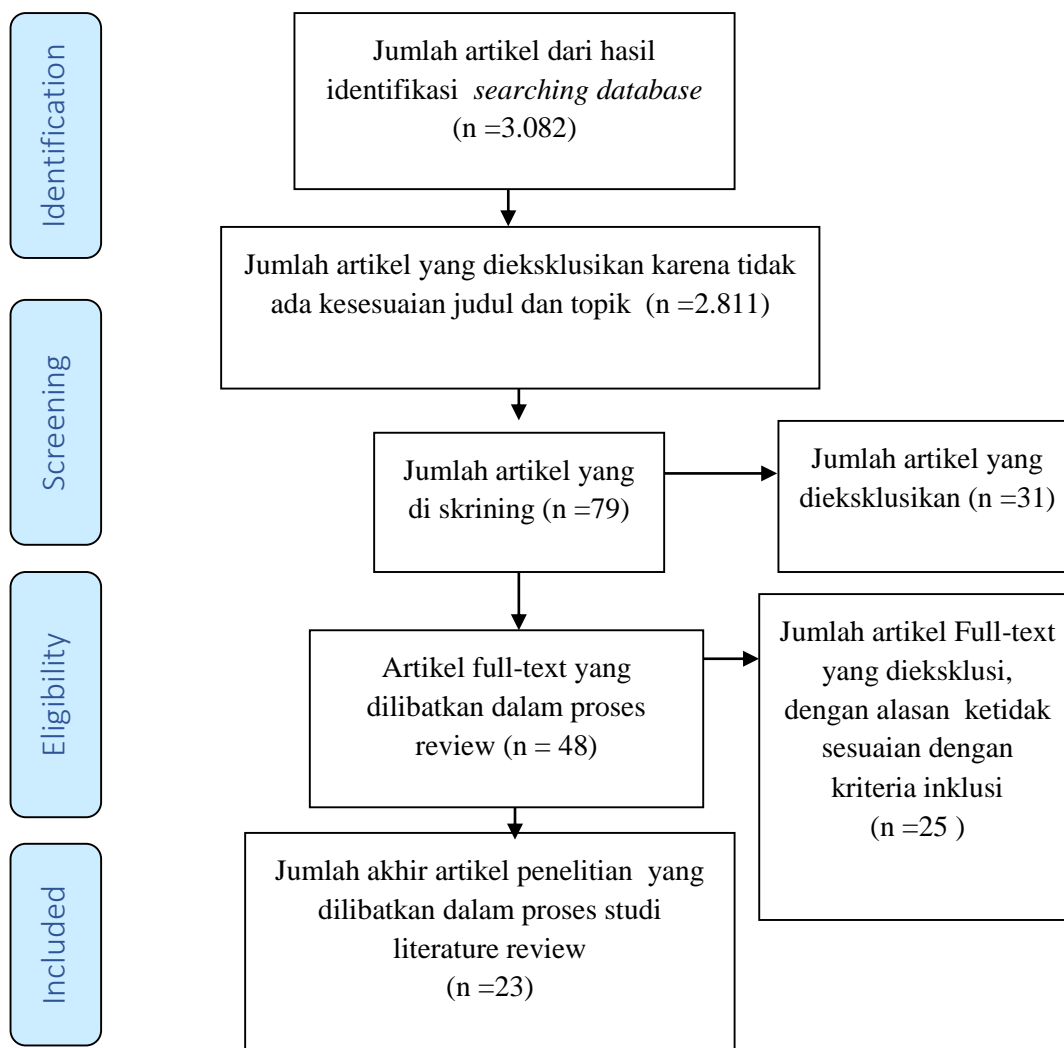 Identification
Jumlah artikel dari hasil
identifikasi searching database
(n =3.082)
Jumlah artikel yang dieksklusikan karena tidak
ada kesesuaian judul dan topik (n =2.811)
Screening
Jumlah artikel yang
di skrining (n =79)
Jumlah artikel yang
dieksklusikan (n =31)
Eligibility
Artikel full-text yang
dilibatkan dalam proses
review (n = 48)
Jumlah artikel Full-text
yang dieksklusi,
dengan alasan ketidak
sesuaian dengan
kriteria inklusi
(n =25 )
Included
Jumlah akhir artikel penelitian yang
dilibatkan dalam proses studi
literature review
(n =23)